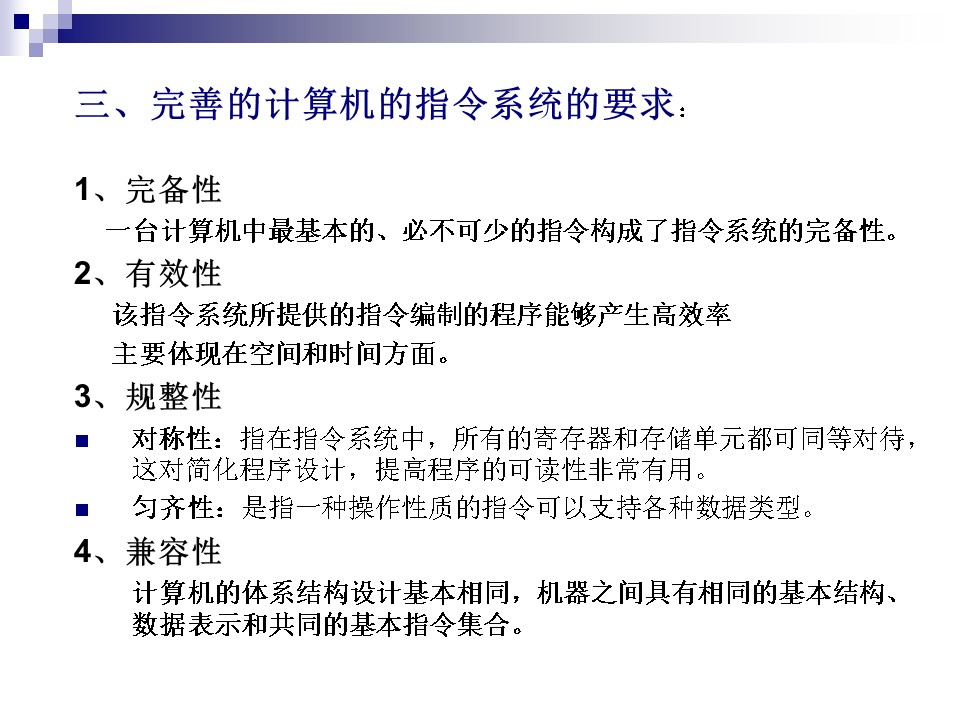 三、完善的计算机的指令系统的要求：
1、完备性
一台计算机中最基本的、必不可少的指令构成了指令系统的完备性。
2、有效性
该指令系统所提供的指令编制的程序能够产生高效率
主要体现在空间和时间方面。
3、规整性
■ 对称性：指在指令系统中，所有的寄存器和存储单元都可同等对待，
这对简化程序设计，提高程序的可读性非常有用。
■ 匀齐性：是指一种操作性质的指令可以支持各种数据类型。
4、兼容性
计算机的体系结构设计基本相同，机器之间具有相同的基本结构、
数据表示和共同的基本指令集合。